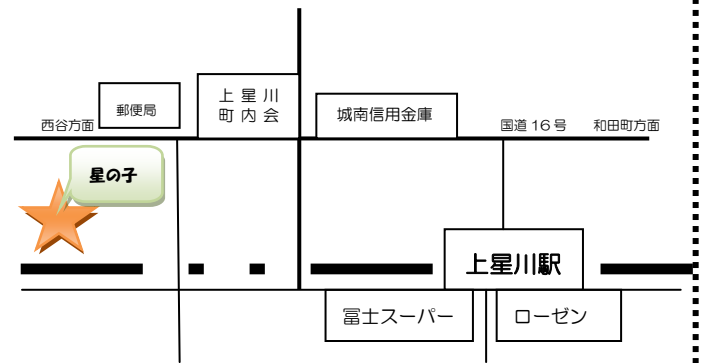 上星川
町内会
郵便局
城南信用金庫
西谷方面
国道16号
和田町方面
星の子
上星川駅
冨士スーパー
ローゼン